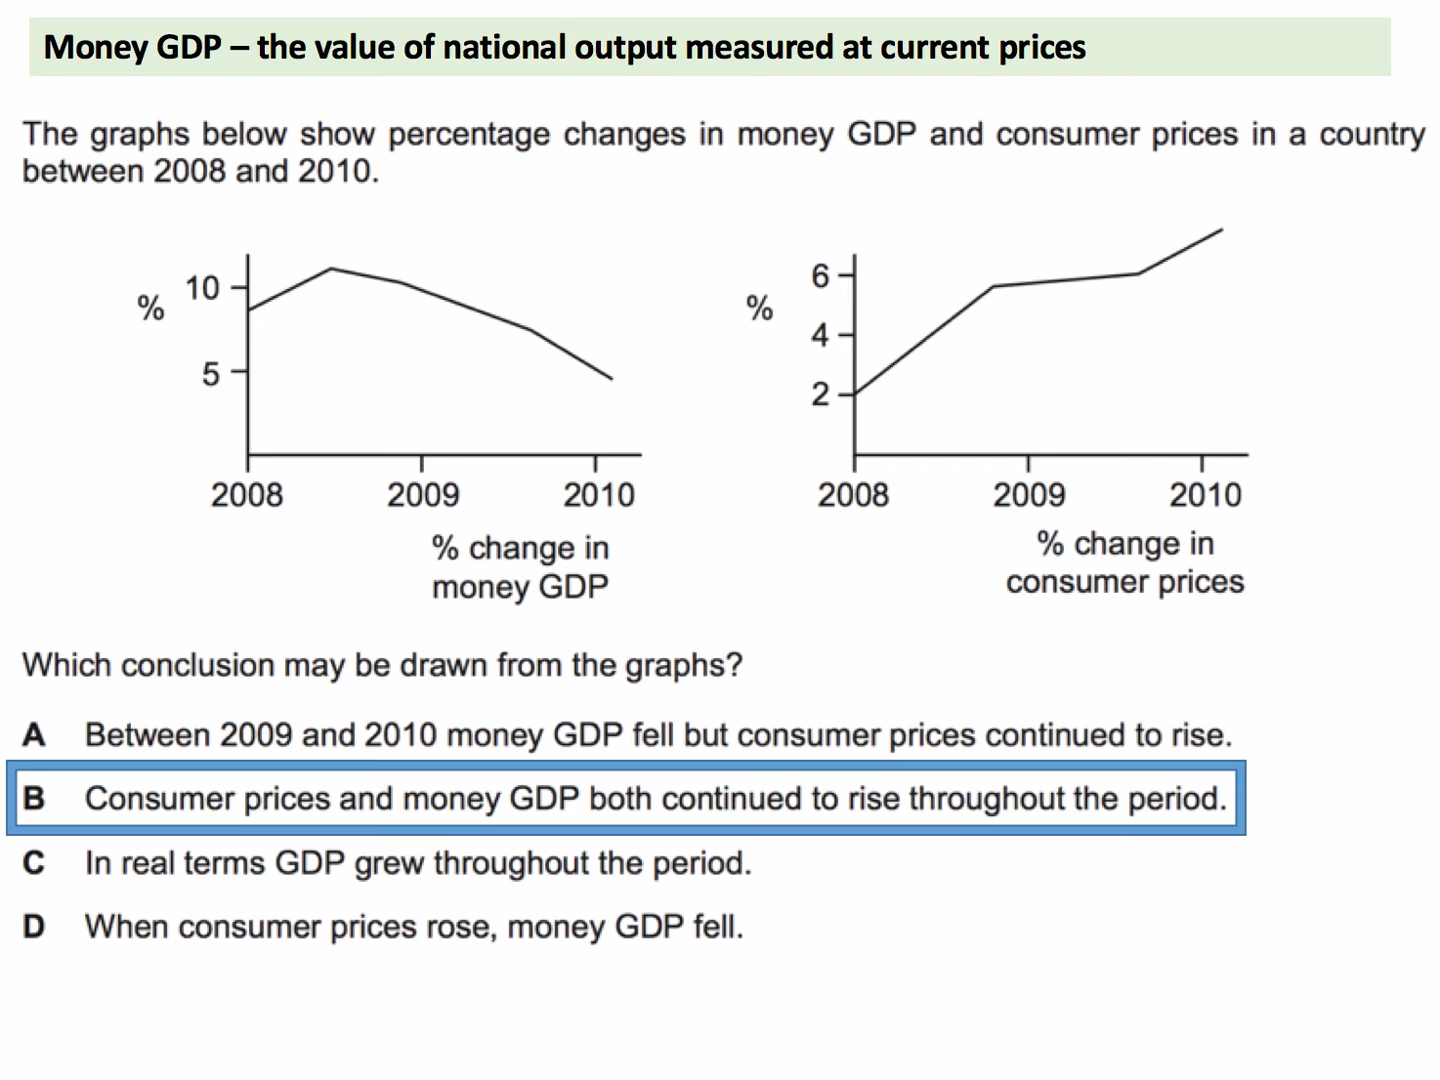 Money GDP – the value of national output measured at current prices
The graphs below show percentage changes in money GDP and consumer prices in a country
between 2008 and 2010.
%
10
5
2008
2009
2010
% change in
money GDP
%
6
4
2
2008
2009
2010
% change in
consumer prices
Which conclusion may be drawn from the graphs?
A Between 2009 and 2010 money GDP fell but consumer prices continued to rise.
B Consumer prices and money GDP both continued to rise throughout the period.
C In real terms GDP grew throughout the period.
D When consumer prices rose, money GDP fell.